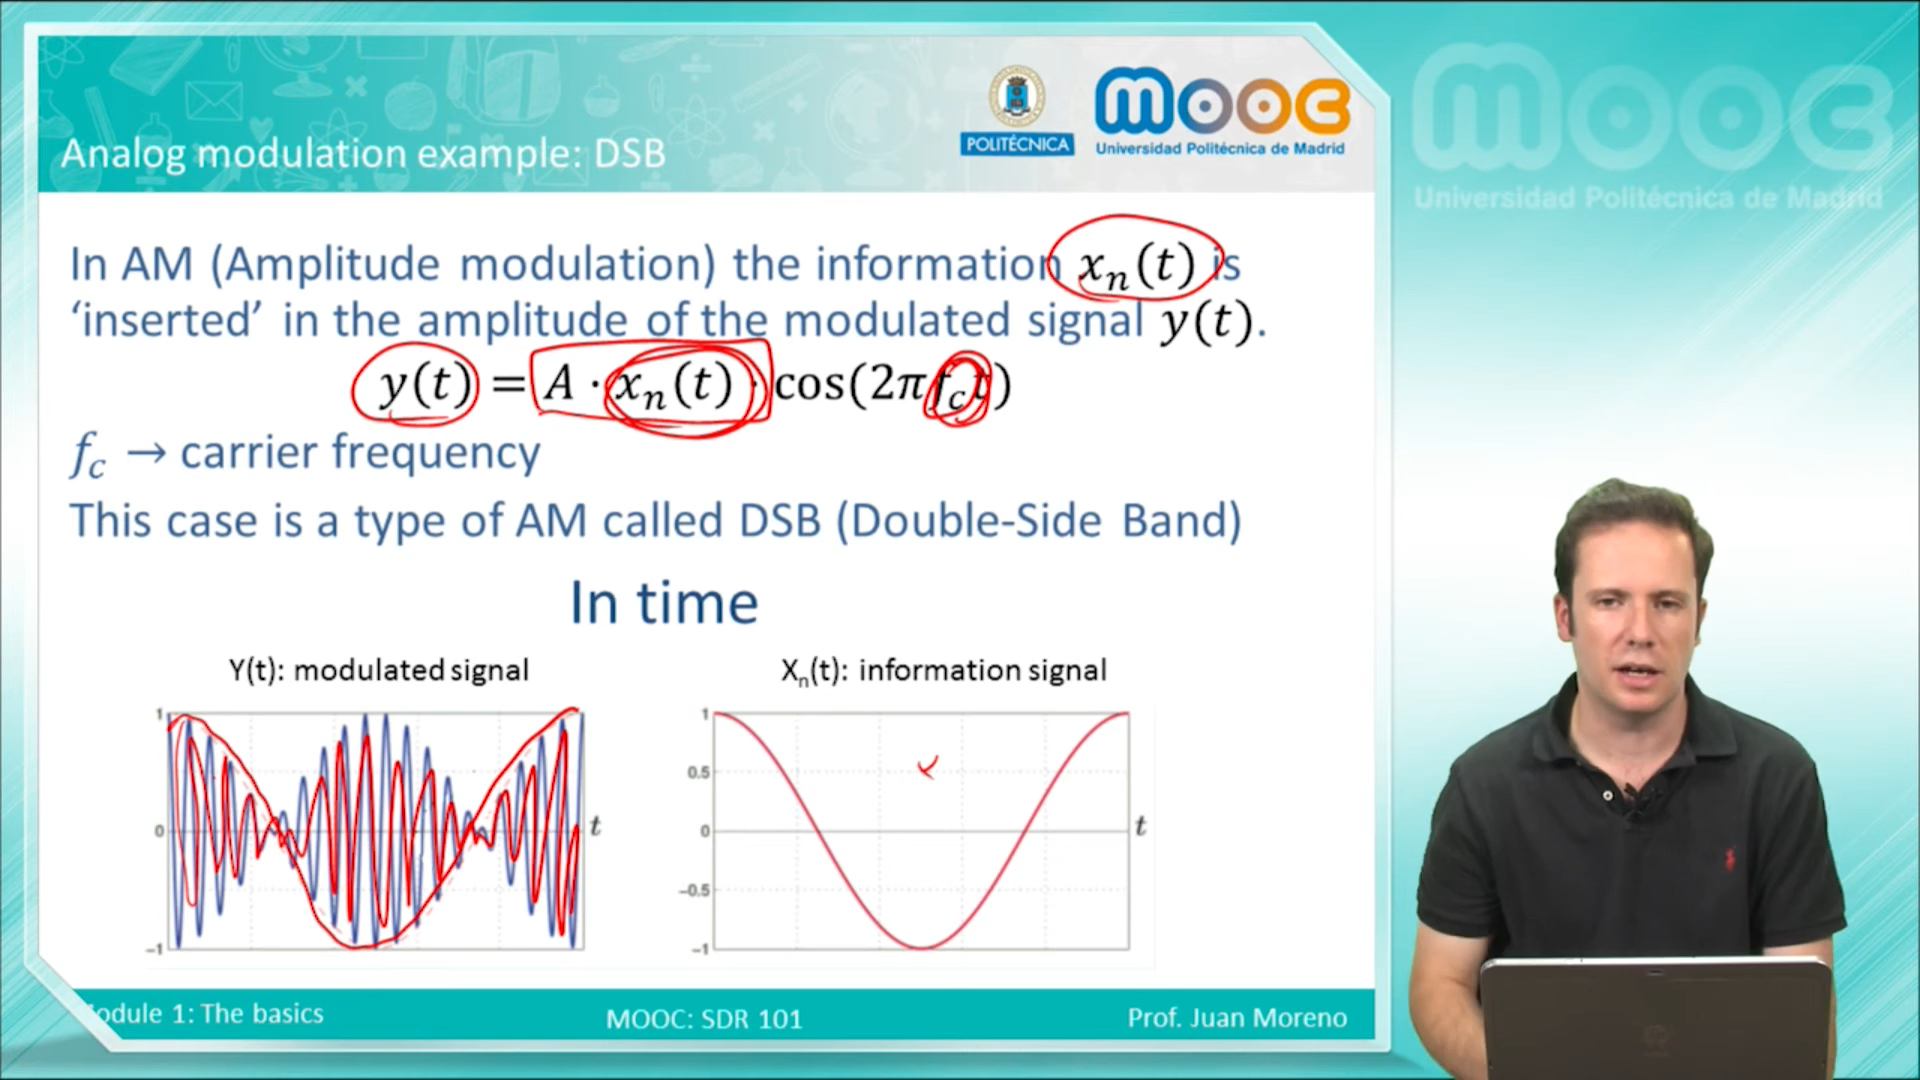 POLITÉCNICA
mooc
Universidad Politécnica de Madrid
mooc
Universidad Politécnica de Madrid
Analog modulation example: DSB
In AM (Amplitude modulation) the information xₙ(t) is
‘inserted’ in the amplitude of the modulated signal y(t).
y(t) = A · xₙ(t) · cos(2πf_c t)
f_c → carrier frequency
This case is a type of AM called DSB (Double-Side Band)
In time
Y(t): modulated signal
Xₙ(t): information signal
1
0
−1
t
1
0.5
0
−0.5
−1
t
odule 1: The basics
MOOC: SDR 101
Prof. Juan Moreno